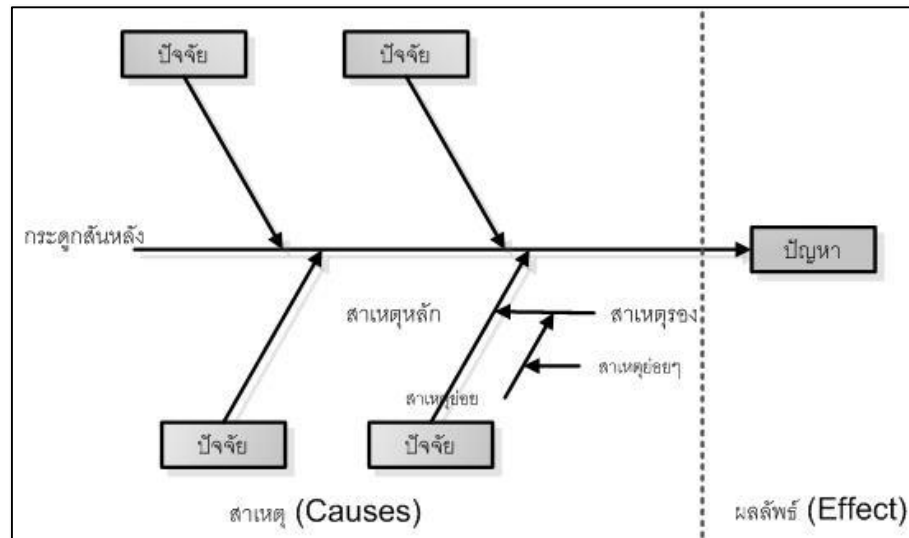 ปัจจัย
ปัจจัย
กระดูกสันหลัง
ปัญหา
สาเหตุหลัก
สาเหตุรอง
สาเหตุย่อยๆ
สาเหตุย่อย
ปัจจัย
ปัจจัย
สาเหตุ (Causes)
ผลลัพธ์ (Effect)